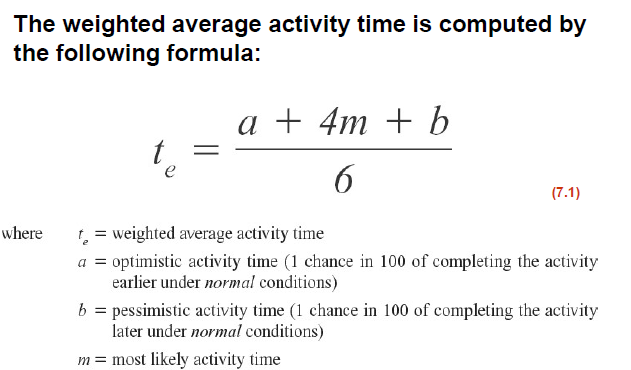 The weighted average activity time is computed by
the following formula:
a + 4m + b
t_e = 
6
(7.1)
where t_e = weighted average activity time
a = optimistic activity time (1 chance in 100 of completing the activity
earlier under normal conditions)
b = pessimistic activity time (1 chance in 100 of completing the activity
later under normal conditions)
m = most likely activity time